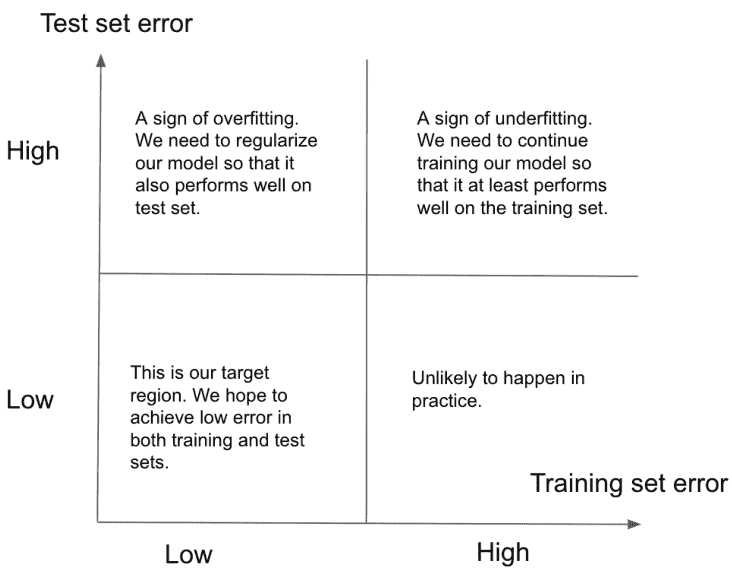 Test set error
High
A sign of overfitting.
We need to regularize
our model so that it
also performs well on
test set.
A sign of underfitting.
We need to continue
training our model so
that it at least performs
well on the training set.
Low
This is our target
region. We hope to
achieve low error in
both training and test
sets.
Unlikely to happen in
practice.
Training set error
Low
High